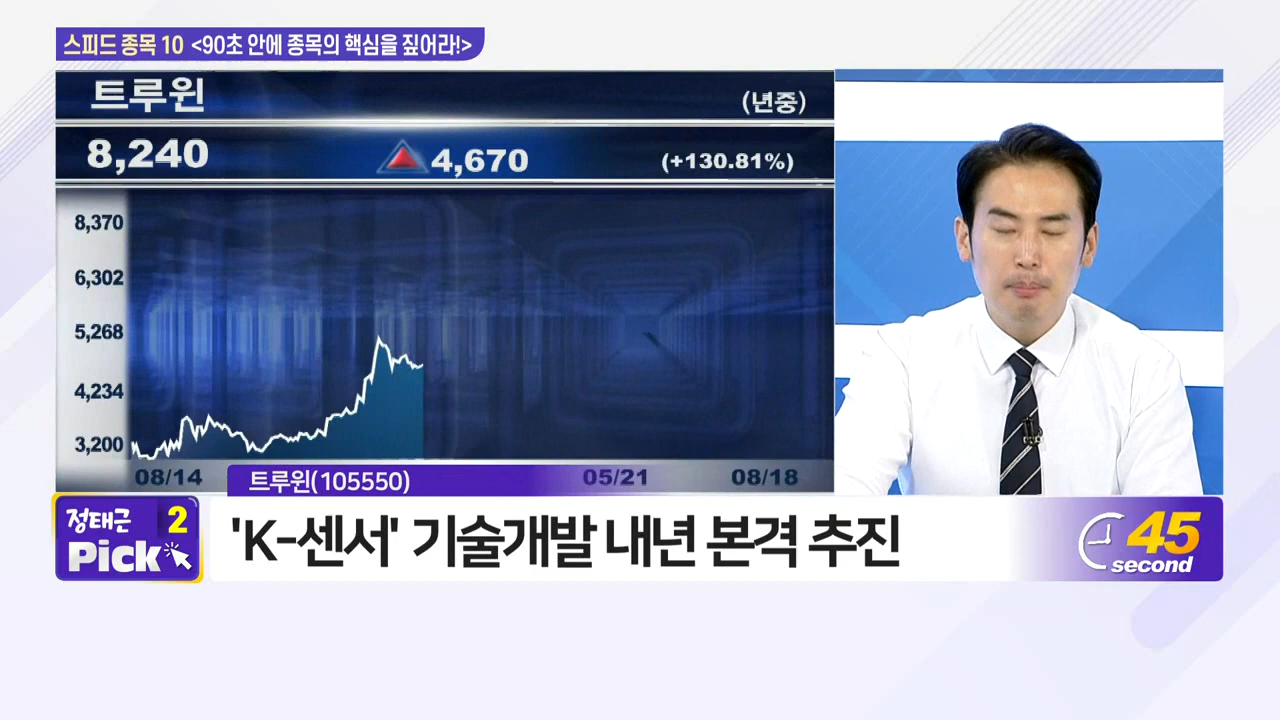 스피드 종목 10 <90초 안에 종목의 핵심을 짚어라!>
트루윈
(년중)
8,240 4,670 (+130.81%)
8,370
6,302
5,268
4,234
3,200
08/14 05/21 08/18
트루윈(105550)
정태근 2
Pick
'K-센서' 기술개발 내년 본격 추진
45
second